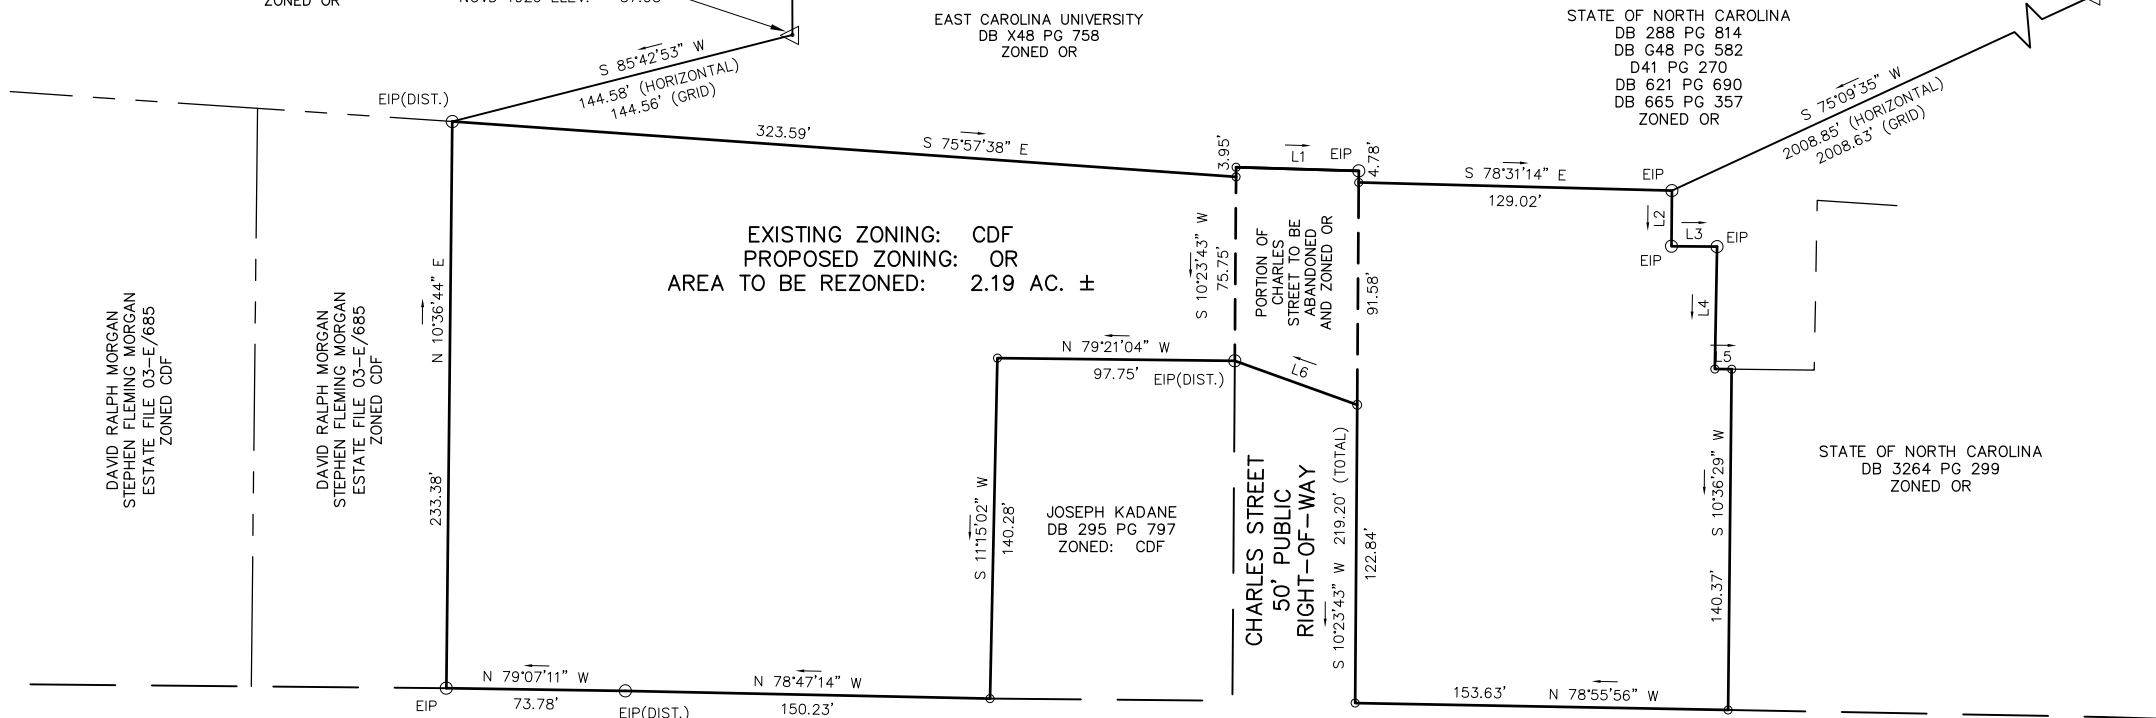 ZONED OR
EAST CAROLINA UNIVERSITY
DB X48 PG 758
ZONED OR
STATE OF NORTH CAROLINA
DB 288 PG 814
DB G48 PG 582
D41 PG 270
DB 621 PG 690
DB 665 PG 357
ZONED OR
S 85°42'53" W
144.58' (HORIZONTAL)
144.56' (GRID)
S 75°09'35" W
2008.85' (HORIZONTAL)
2008.63' (GRID)
EIP(DIST.)
323.59'
S 75°57'38" E
3.95'
L1
EIP
4.78'
S 78°31'14" E
129.02'
EIP
L2
L3
EIP
EIP
L4
L5
EXISTING ZONING: CDF
PROPOSED ZONING: OR
AREA TO BE REZONED: 2.19 AC. ±
S 10°23'43" W
75.75'
PORTION OF
CHARLES
STREET TO BE
ABANDONED
AND ZONED OR
91.58'
N 10°36'44" E
233.38'
DAVID RALPH MORGAN
STEPHEN FLEMING MORGAN
ESTATE FILE 03-E/685
ZONED CDF
DAVID RALPH MORGAN
STEPHEN FLEMING MORGAN
ESTATE FILE 03-E/685
ZONED CDF
N 79°21'04" W
97.75'
EIP(DIST.)
L6
S 11°15'02" W
140.28'
JOSEPH KADANE
DB 295 PG 797
ZONED: CDF
CHARLES STREET
50' PUBLIC
RIGHT-OF-WAY
S 10°23'43" W 219.20' (TOTAL)
122.84'
S 10°36'29" W
140.37'
STATE OF NORTH CAROLINA
DB 3264 PG 299
ZONED OR
N 79°07'11" W
73.78'
EIP
EIP(DIST.)
N 78°47'14" W
150.23'
153.63'
N 78°55'56" W